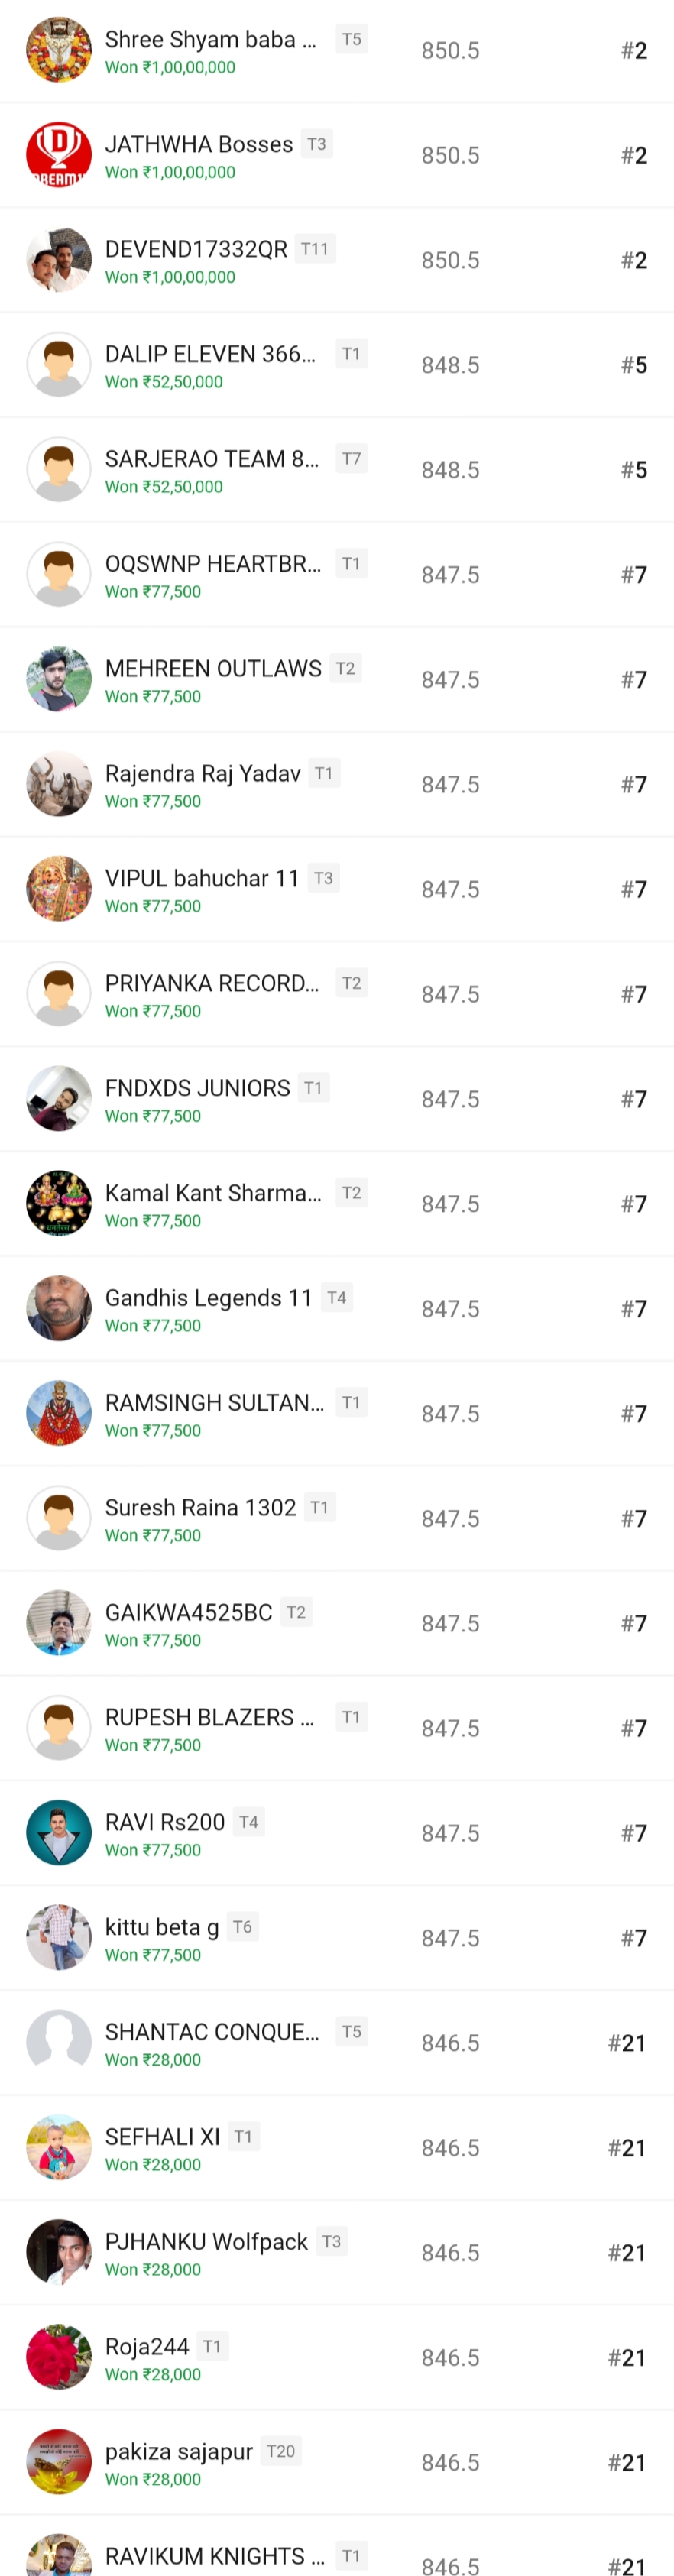 Shree Shyam baba ... T5 850.5 #2
Won ₹1,00,00,000
D
DREAM11
JATHWHA Bosses T3 850.5 #2
Won ₹1,00,00,000
DEVEND17332QR T11 850.5 #2
Won ₹1,00,00,000
DALIP ELEVEN 366... T1 848.5 #5
Won ₹52,50,000
SARJERAO TEAM 8... T7 848.5 #5
Won ₹52,50,000
OQSWNP HEARTBR... T1 847.5 #7
Won ₹77,500
MEHREEN OUTLAWS T2 847.5 #7
Won ₹77,500
Rajendra Raj Yadav T1 847.5 #7
Won ₹77,500
VIPUL bahuchar 11 T3 847.5 #7
Won ₹77,500
PRIYANKA RECORD... T2 847.5 #7
Won ₹77,500
FNDXDS JUNIORS T1 847.5 #7
Won ₹77,500
Kamal Kant Sharma... T2 847.5 #7
Won ₹77,500
धनतेरस
Gandhis Legends 11 T4 847.5 #7
Won ₹77,500
RAMSINGH SULTAN... T1 847.5 #7
Won ₹77,500
Suresh Raina 1302 T1 847.5 #7
Won ₹77,500
GAIKWA4525BC T2 847.5 #7
Won ₹77,500
RUPESH BLAZERS ... T1 847.5 #7
Won ₹77,500
RAVI Rs200 T4 847.5 #7
Won ₹77,500
kittu beta g T6 847.5 #7
Won ₹77,500
SHANTAC CONQUE... T5 846.5 #21
Won ₹28,000
SEFHALI XI T1 846.5 #21
Won ₹28,000
PJHANKU Wolfpack T3 846.5 #21
Won ₹28,000
Roja244 T1 846.5 #21
Won ₹28,000
pakiza sajapur T20 846.5 #21
Won ₹28,000
RAVIKUM KNIGHTS ... T1 846.5 #21